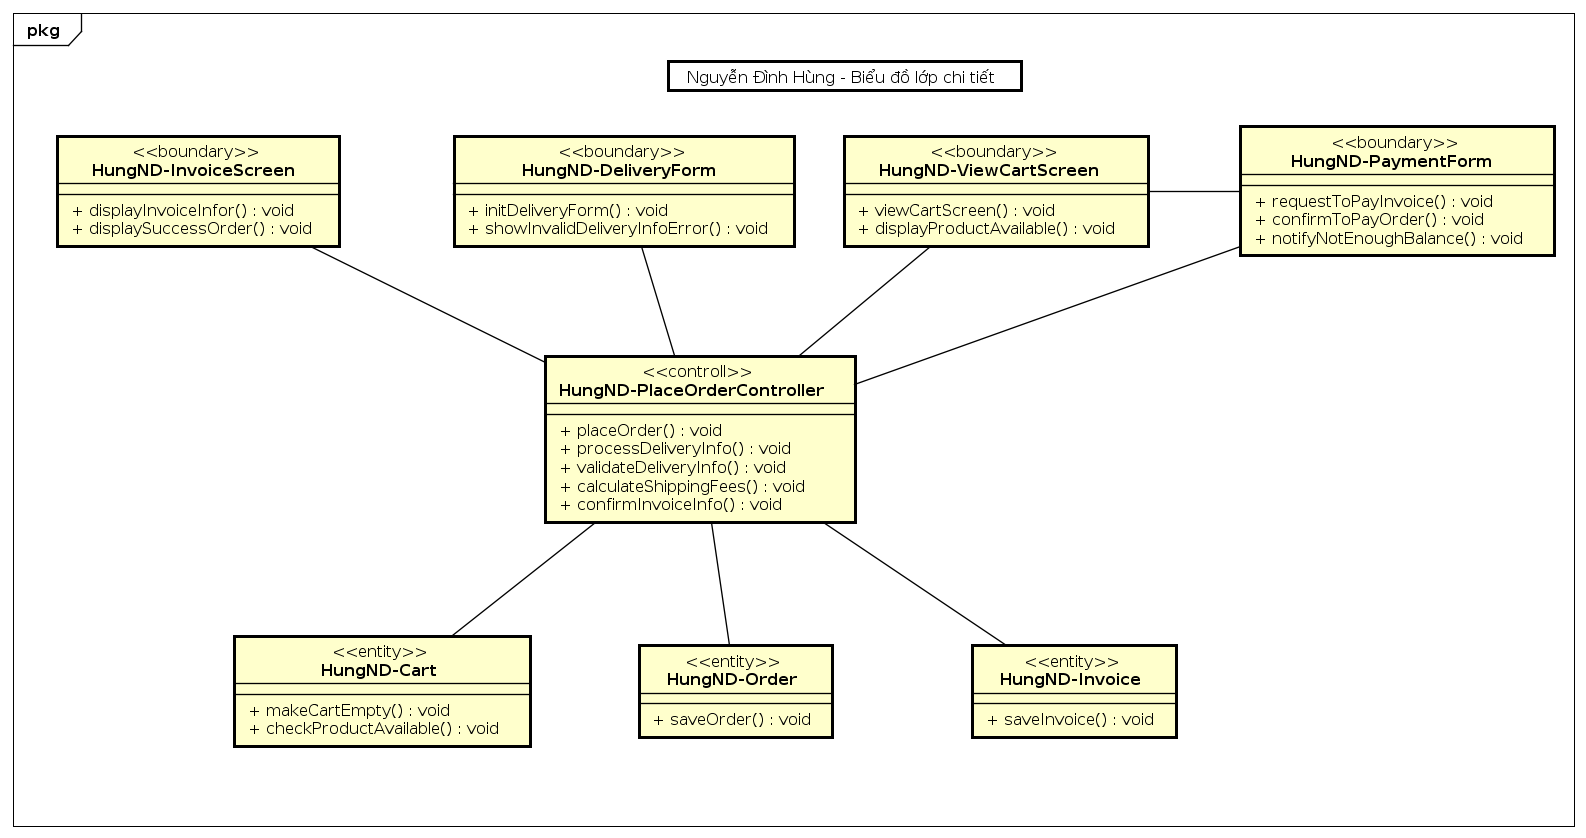 pkg
Nguyễn Đình Hùng - Biểu đồ lớp chi tiết
<<boundary>>
HungND-InvoiceScreen
+ displayInvoiceInfor() : void
+ displaySuccessOrder() : void
<<boundary>>
HungND-DeliveryForm
+ initDeliveryForm() : void
+ showInvalidDeliveryInfoError() : void
<<boundary>>
HungND-ViewCartScreen
+ viewCartScreen() : void
+ displayProductAvailable() : void
<<boundary>>
HungND-PaymentForm
+ requestToPayInvoice() : void
+ confirmToPayOrder() : void
+ notifyNotEnoughBalance() : void
<<controll>>
HungND-PlaceOrderController
+ placeOrder() : void
+ processDeliveryInfo() : void
+ validateDeliveryInfo() : void
+ calculateShippingFees() : void
+ confirmInvoiceInfo() : void
<<entity>>
HungND-Cart
+ makeCartEmpty() : void
+ checkProductAvailable() : void
<<entity>>
HungND-Order
+ saveOrder() : void
<<entity>>
HungND-Invoice
+ saveInvoice() : void